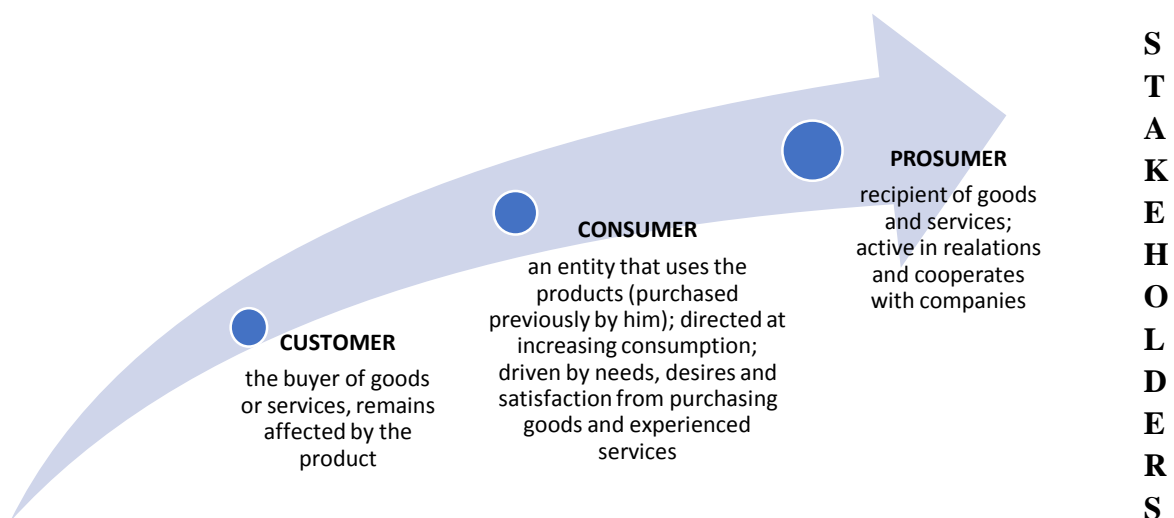 CUSTOMER
the buyer of goods
or services, remains
affected by the
product
CONSUMER
an entity that uses the
products (purchased
previously by him); directed at
increasing consumption;
driven by needs, desires and
satisfaction from purchasing
goods and experienced
services
PROSUMER
recipient of goods
and services;
active in realations
and cooperates
with companies
S
T
A
K
E
H
O
L
D
E
R
S